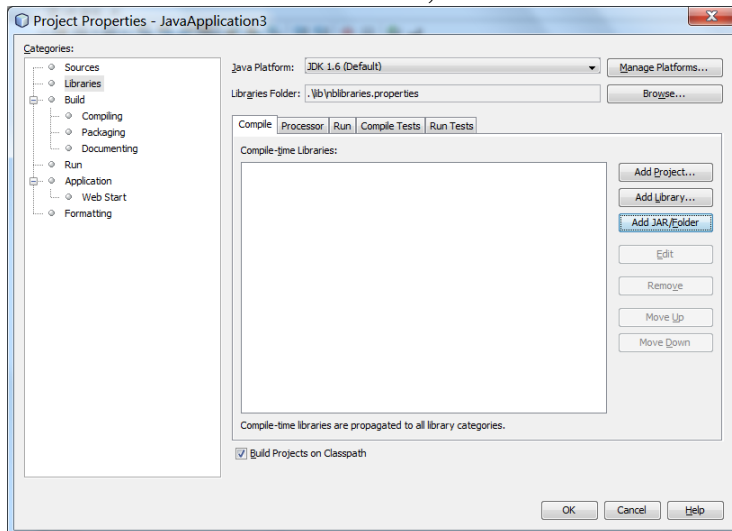 Project Properties - JavaApplication3
Categories:
Sources
Libraries
Build
Compiling
Packaging
Documenting
Run
Application
Web Start
Formatting
Java Platform: JDK 1.6 (Default) Manage Platforms...
Libraries Folder: .\lib\nblibraries.properties Browse...
Compile Processor Run Compile Tests Run Tests
Compile-time Libraries:
Add Project...
Add Library...
Add JAR/Folder
Edit
Remove
Move Up
Move Down
Compile-time libraries are propagated to all library categories.
Build Projects on Classpath
OK Cancel Help